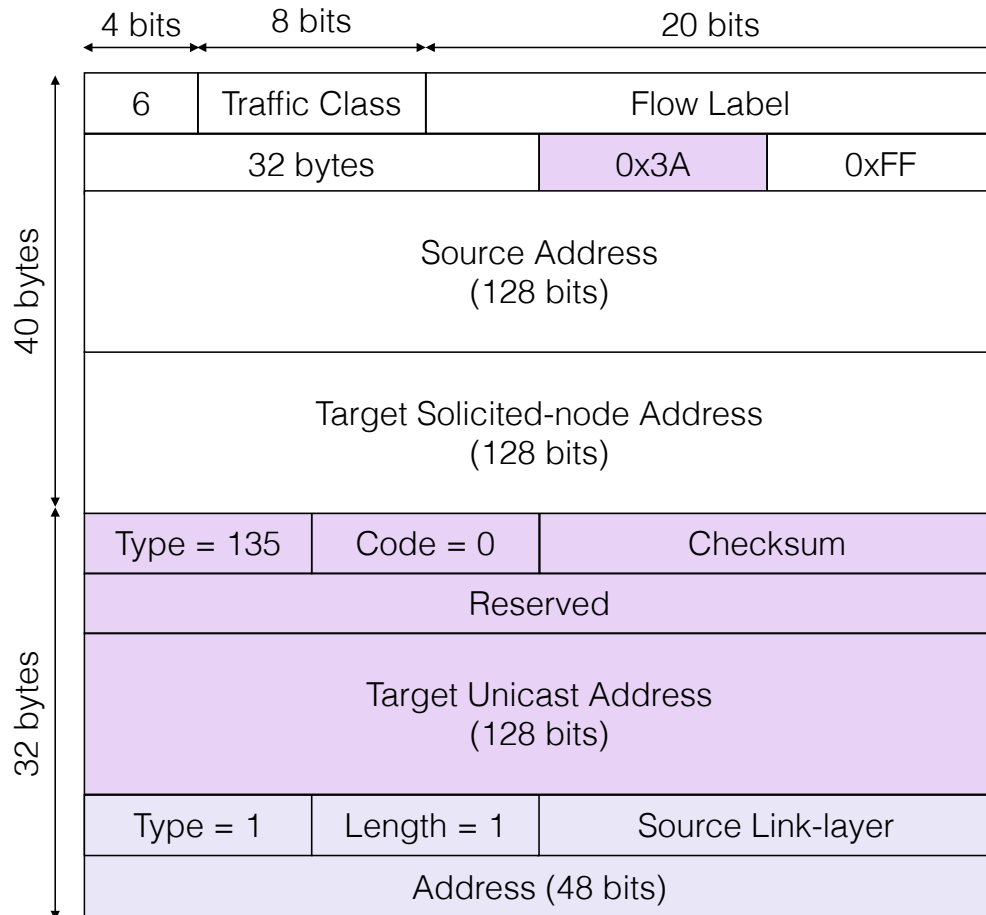 4 bits 8 bits 20 bits
6 Traffic Class Flow Label
32 bytes 0x3A 0xFF
40 bytes
Source Address
(128 bits)
Target Solicited-node Address
(128 bits)
Type = 135 Code = 0 Checksum
Reserved
32 bytes
Target Unicast Address
(128 bits)
Type = 1 Length = 1 Source Link-layer
Address (48 bits)